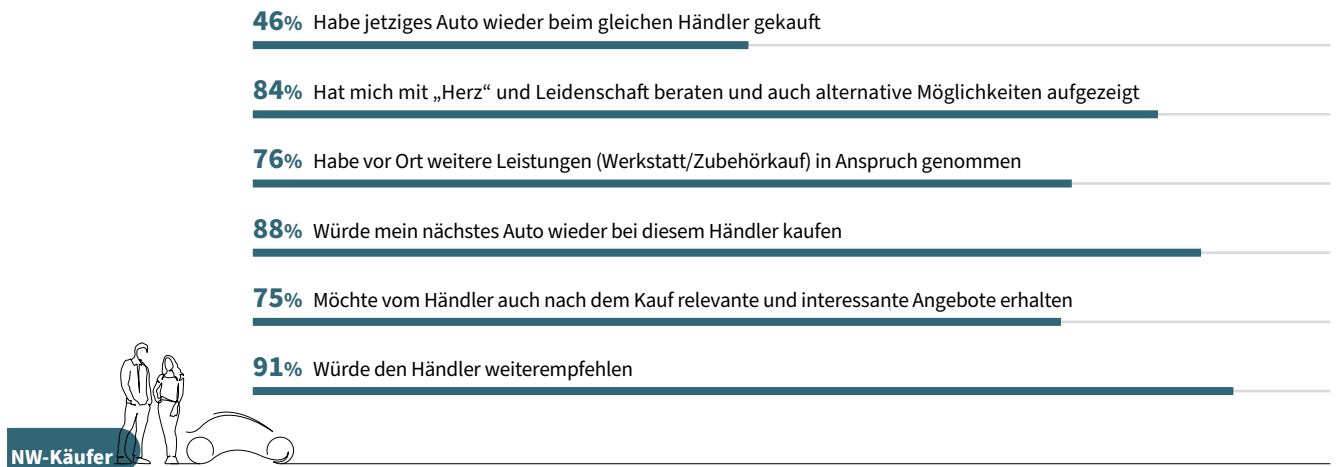 46% Habe jetziges Auto wieder beim gleichen Händler gekauft
84% Hat mich mit „Herz“ und Leidenschaft beraten und auch alternative Möglichkeiten aufgezeigt
76% Habe vor Ort weitere Leistungen (Werkstatt/Zubehörkauf) in Anspruch genommen
88% Würde mein nächstes Auto wieder bei diesem Händler kaufen
75% Möchte vom Händler auch nach dem Kauf relevante und interessante Angebote erhalten
91% Würde den Händler weiterempfehlen
NW-Käufer